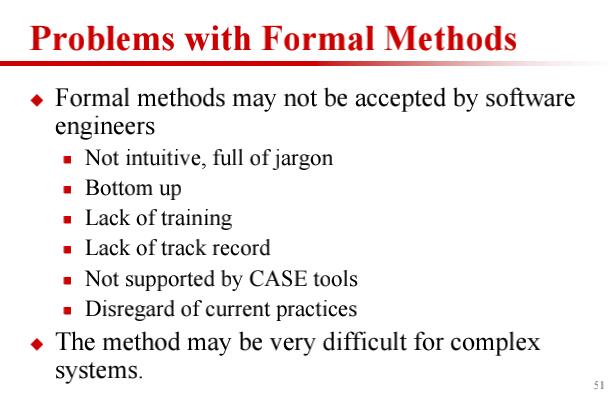 Problems with Formal Methods
Formal methods may not be accepted by software
engineers
Not intuitive, full of jargon
Bottom up
Lack of training
Lack of track record
Not supported by CASE tools
Disregard of current practices
The method may be very difficult for complex
systems.
51